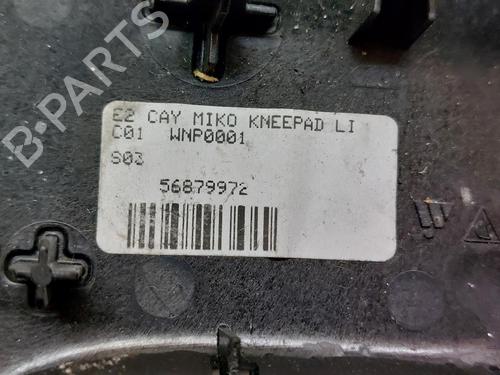 B-PARTS
E2 CAY MIKO KNEEPAD LI
C01 WNP0001
S03
56879972